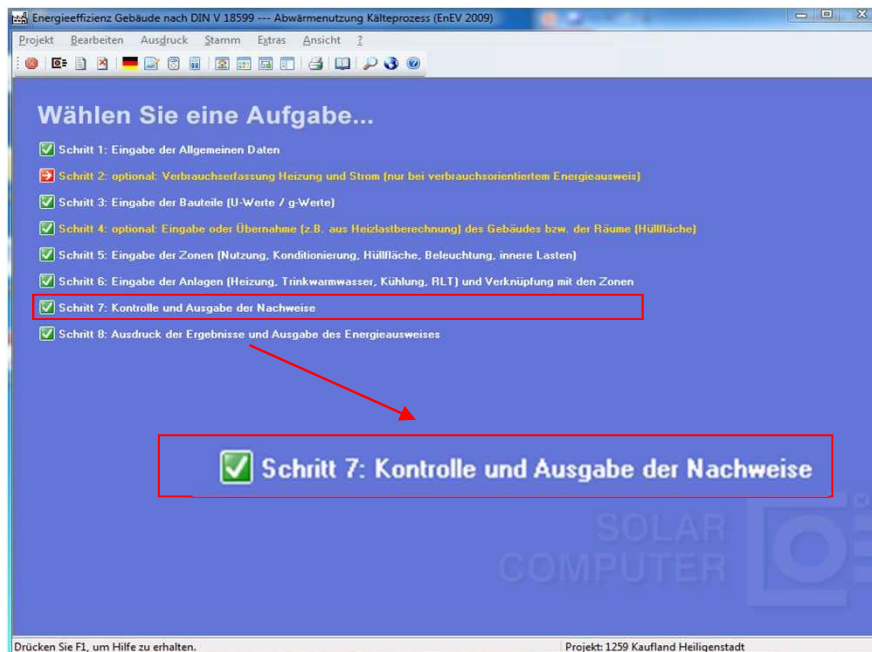 Energieeffizienz Gebäude nach DIN V 18599 --- Abwärmenutzung Kälteprozess (EnEV 2009)
Projekt Bearbeiten Ausdruck Stamm Extras Ansicht ?
Wählen Sie eine Aufgabe...
Schritt 1: Eingabe der Allgemeinen Daten
Schritt 2: optional: Verbrauchserfassung Heizung und Strom (nur bei verbrauchsorientiertem Energieausweis)
Schritt 3: Eingabe der Bauteile (U-Werte / g-Werte)
Schritt 4: optional: Eingabe oder Übernahme (z.B. aus Heizlastberechnung) des Gebäudes bzw. der Räume (Hüllfläche)
Schritt 5: Eingabe der Zonen (Nutzung, Konditionierung, Hüllfläche, Beleuchtung, innere Lasten)
Schritt 6: Eingabe der Anlagen (Heizung, Trinkwarmwasser, Kühlung, RLT) und Verknüpfung mit den Zonen
Schritt 7: Kontrolle und Ausgabe der Nachweise
Schritt 8: Ausdruck der Ergebnisse und Ausgabe des Energieausweises
Schritt 7: Kontrolle und Ausgabe der Nachweise
SOLAR
COMPUTER
Drücken Sie F1, um Hilfe zu erhalten.
Projekt: 1259 Kaufland Heiligenstadt